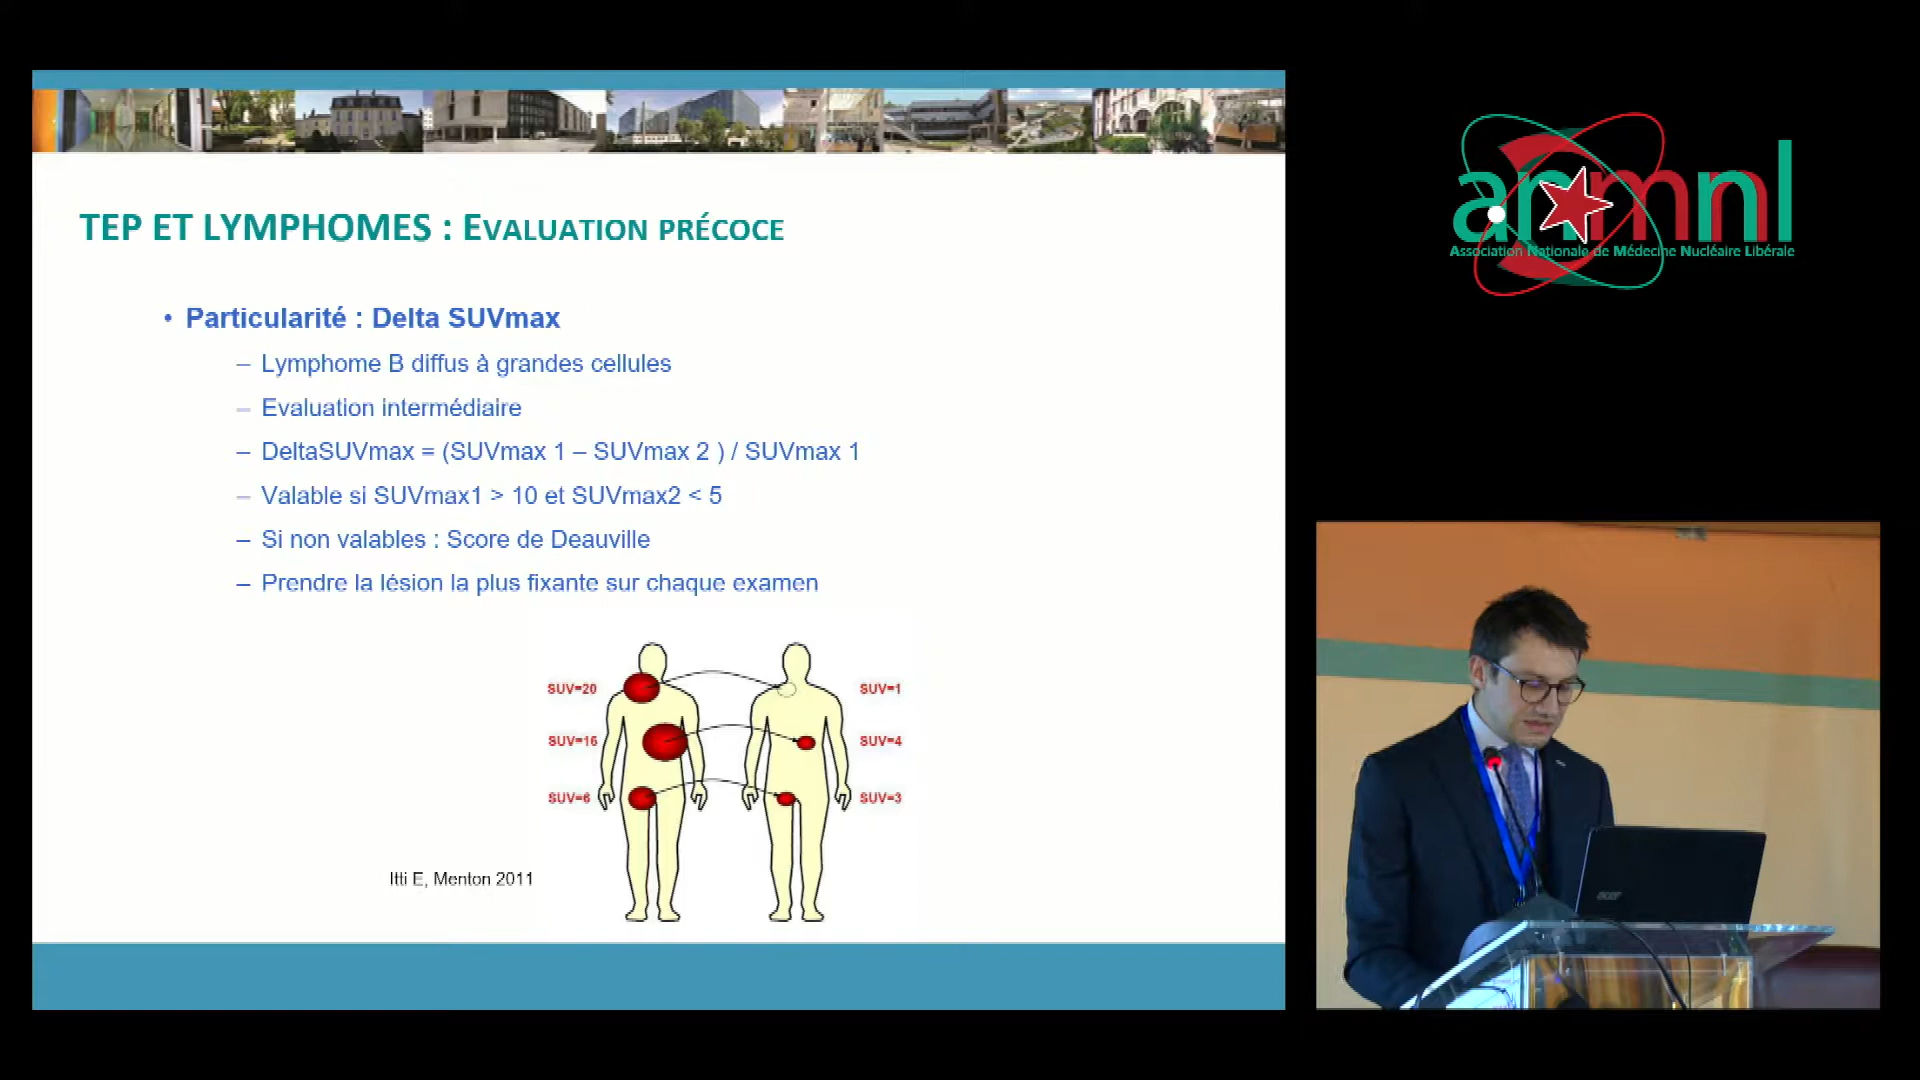 TEP ET LYMPHOMES : EVALUATION PRÉCOCE
• Particularité : Delta SUVmax
– Lymphome B diffus à grandes cellules
– Evaluation intermédiaire
– DeltaSUVmax = (SUVmax 1 – SUVmax 2 ) / SUVmax 1
– Valable si SUVmax1 > 10 et SUVmax2 < 5
– Si non valables : Score de Deauville
– Prendre la lésion la plus fixante sur chaque examen
SUV=20
SUV=1
SUV=16
SUV=4
SUV=6
SUV=3
Itti E, Menton 2011
anmnl
Association Nationale de Médecine Nucléaire Libérale
acer